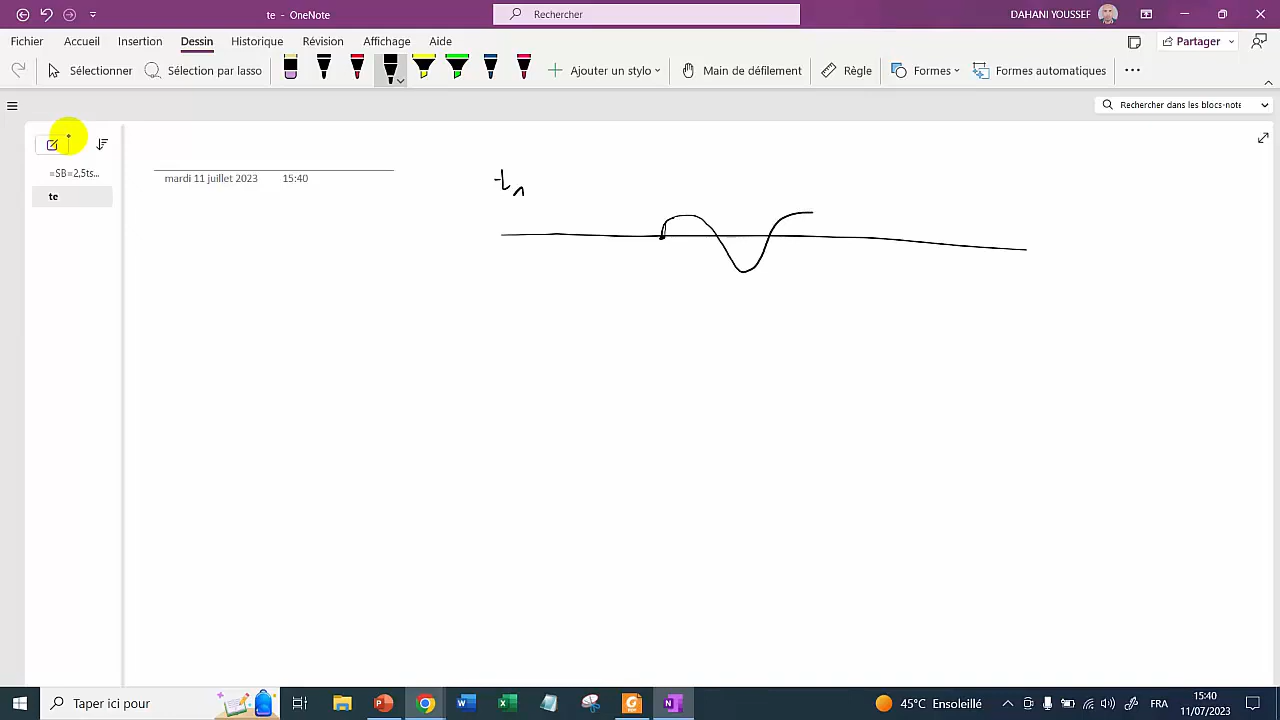 te - OneNote
Rechercher
DAHANI YOUSSEF
Fichier Accueil Insertion Dessin Historique Révision Affichage Aide
Partager
Sélectionner Sélection par lasso Ajouter un stylo Main de défilement Règle Formes Formes automatiques
Rechercher dans les blocs-note
=SB=2,5ts...
te
mardi 11 juillet 2023 15:40
Taper ici pour
45°C Ensoleillé
FRA
15:40
11/07/2023